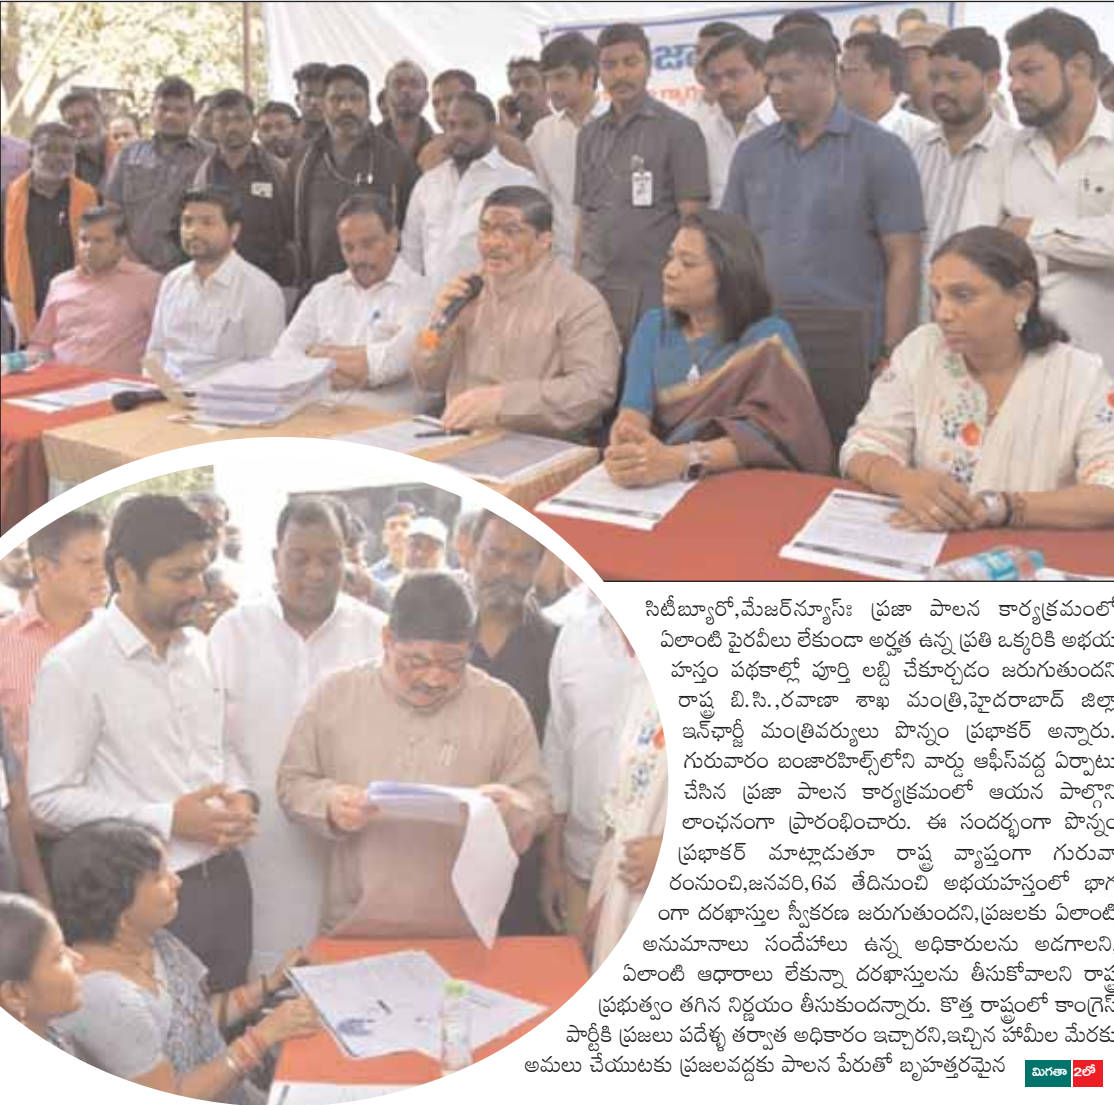 జా
సిటీబ్యూరో,మేజర్‌న్యూస్ః ప్రజా పాలన కార్యక్రమంలో
ఏలాంటి పైరవీలు లేకుండా అర్హత ఉన్న ప్రతి ఒక్కరికి అభయ
హస్తం పథకాల్లో పూర్తి లబ్ది చేకూర్చడం జరుగుతుందని
రాష్ట్ర బి.సి.,రవాణా శాఖ మంత్రి,హైదరాబాద్ జిల్లా
ఇన్‌ఛార్జీ మంత్రివర్యులు పొన్నం ప్రభాకర్ అన్నారు.
గురువారం బంజారహిల్స్‌లోని వార్డు ఆఫీస్‌వద్ద ఏర్పాటు
చేసిన ప్రజా పాలన కార్యక్రమంలో ఆయన పాల్గొని
లాంఛనంగా ప్రారంభించారు. ఈ సందర్భంగా పొన్నం
ప్రభాకర్ మాట్లాడుతూ రాష్ట్ర వ్యాప్తంగా గురువా
రంనుంచి,జనవరి,6వ తేదినుంచి అభయహస్తంలో భాగ
ంగా దరఖాస్తుల స్వీకరణ జరుగుతుందని,ప్రజలకు ఏలాంటి
అనుమానాలు సందేహాలు ఉన్న అధికారులను అడగాలని,
ఏలాంటి ఆధారాలు లేకున్నా దరఖాస్తులను తీసుకోవాలని రాష్ట్ర
ప్రభుత్వం తగిన నిర్ణయం తీసుకుందన్నారు. కొత్త రాష్ట్రంలో కాంగ్రెస్
పార్టీకి ప్రజలు పదేళ్ళ తర్వాత అధికారం ఇచ్చారని,ఇచ్చిన హామీల మేరకు
అమలు చేయుటకు ప్రజలవద్దకు పాలన పేరుతో బృహత్తరమైన మిగతా 2లో